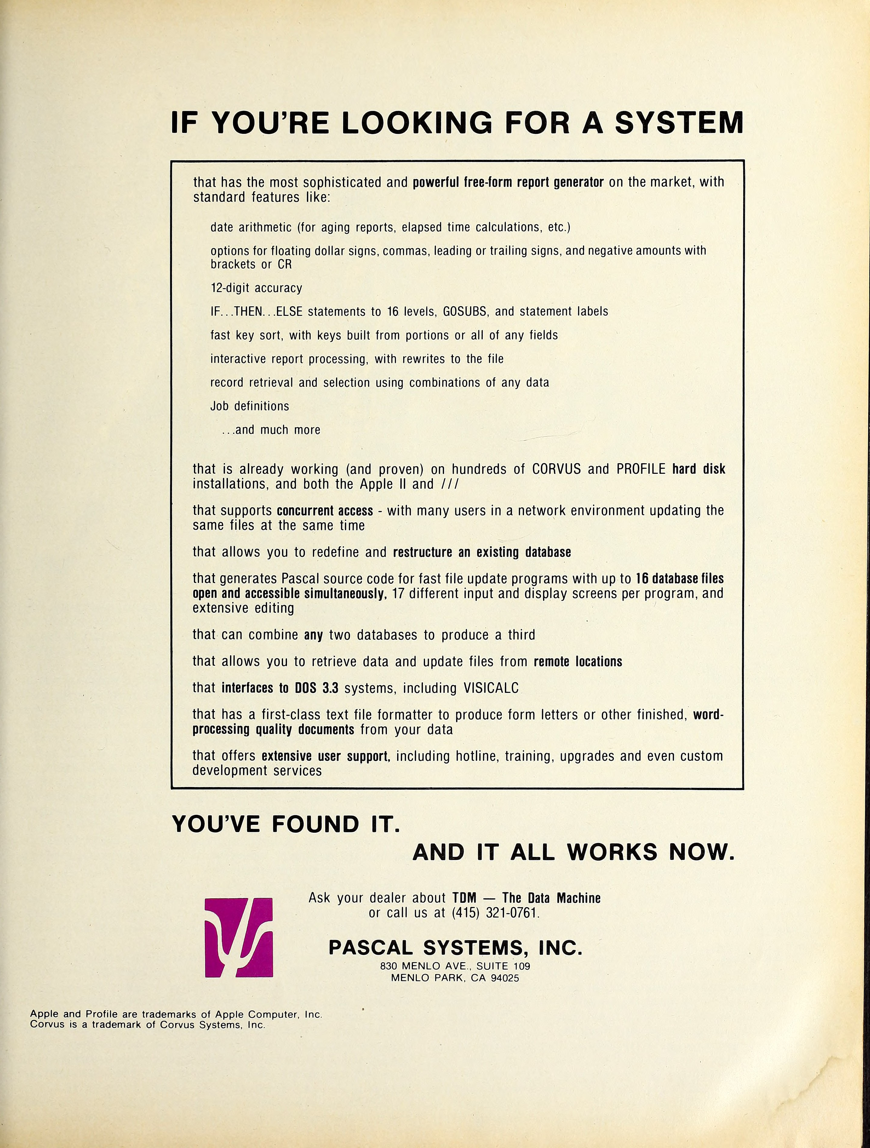 IF YOU'RE LOOKING FOR A SYSTEM
that has the most sophisticated and powerful free-form report generator on the market, with
standard features like:
date arithmetic (for aging reports, elapsed time calculations, etc.)
options for floating dollar signs, commas, leading or trailing signs, and negative amounts with
brackets or CR
12-digit accuracy
IF...THEN...ELSE statements to 16 levels, GOSUBS, and statement labels
fast key sort, with keys built from portions or all of any fields
interactive report processing, with rewrites to the file
record retrieval and selection using combinations of any data
Job definitions
...and much more
that is already working (and proven) on hundreds of CORVUS and PROFILE hard disk
installations, and both the Apple II and ///
that supports concurrent access - with many users in a network environment updating the
same files at the same time
that allows you to redefine and restructure an existing database
that generates Pascal source code for fast file update programs with up to 16 database files
open and accessible simultaneously, 17 different input and display screens per program, and
extensive editing
that can combine any two databases to produce a third
that allows you to retrieve data and update files from remote locations
that interfaces to DOS 3.3 systems, including VISICALC
that has a first-class text file formatter to produce form letters or other finished, word-
processing quality documents from your data
that offers extensive user support, including hotline, training, upgrades and even custom
development services
YOU'VE FOUND IT.
AND IT ALL WORKS NOW.
Ask your dealer about TDM — The Data Machine
or call us at (415) 321-0761.
PASCAL SYSTEMS, INC.
830 MENLO AVE., SUITE 109
MENLO PARK, CA 94025
Apple and Profile are trademarks of Apple Computer, Inc.
Corvus is a trademark of Corvus Systems, Inc.